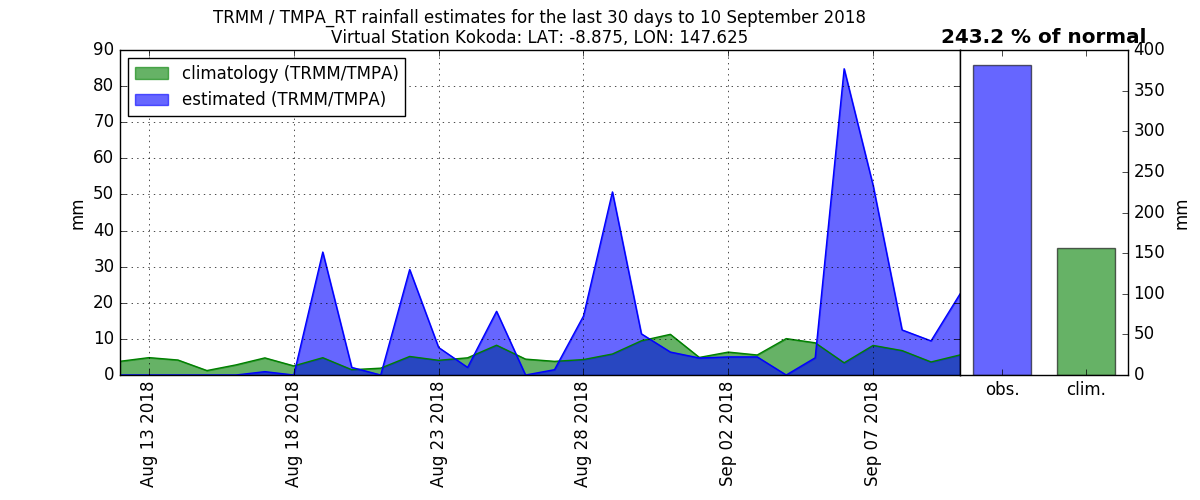 TRMM / TMPA_RT rainfall estimates for the last 30 days to 10 September 2018
Virtual Station Kokoda: LAT: -8.875, LON: 147.625
243.2 % of normal
climatology (TRMM/TMPA)
estimated (TRMM/TMPA)
90
80
70
60
50
40
30
20
10
0
mm
Aug 13 2018
Aug 18 2018
Aug 23 2018
Aug 28 2018
Sep 02 2018
Sep 07 2018
400
350
300
250
200
150
100
50
0
mm
obs.
clim.